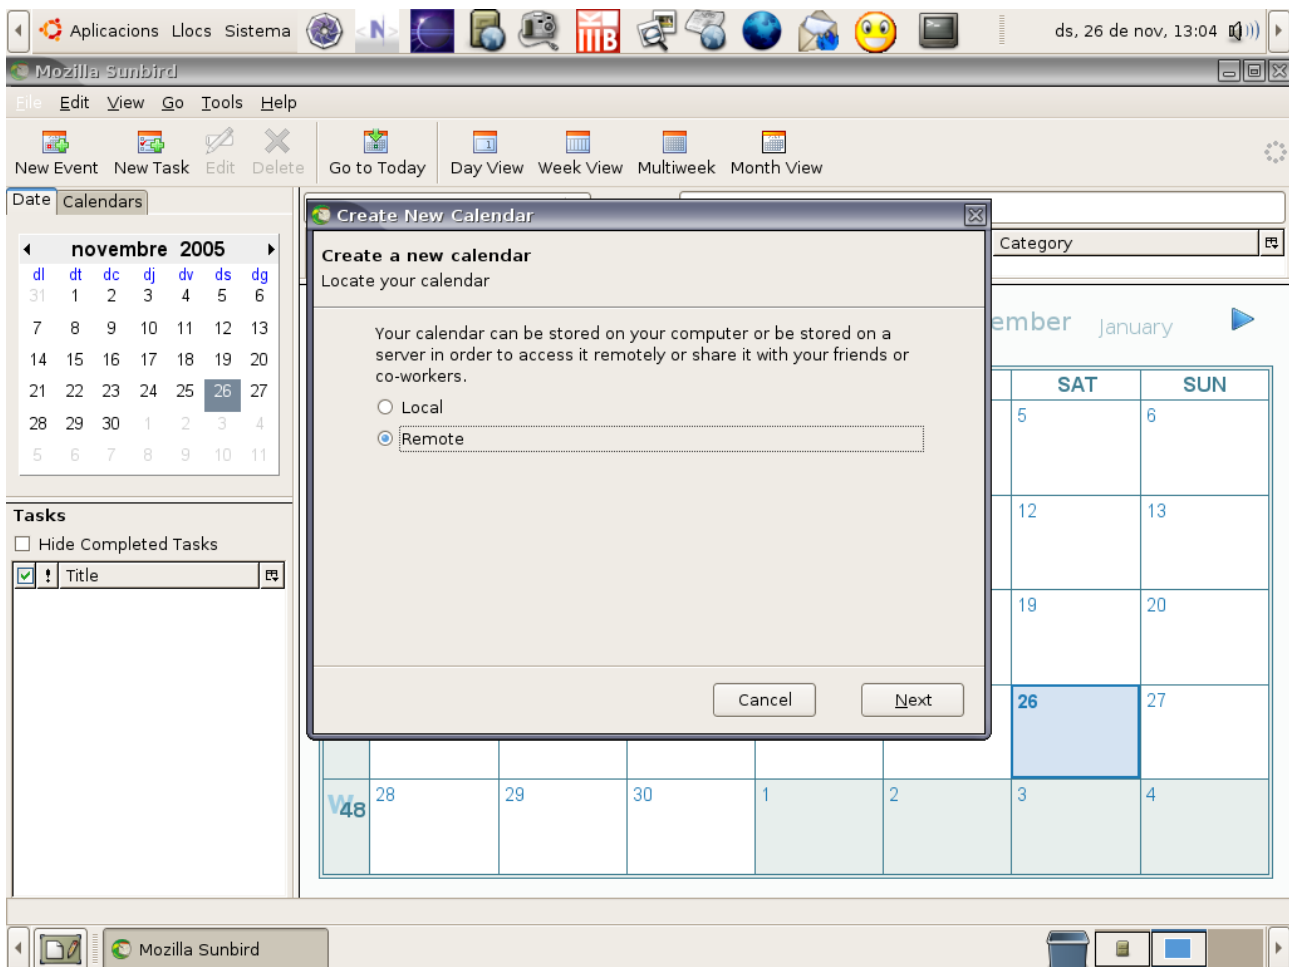 Aplicacions Llocs Sistema
<N>
ds, 26 de nov, 13:04
Mozilla Sunbird
File Edit View Go Tools Help
New Event New Task Edit Delete Go to Today Day View Week View Multiweek Month View
Date Calendars
novembre 2005
dl dt dc dj dv ds dg
31 1 2 3 4 5 6
7 8 9 10 11 12 13
14 15 16 17 18 19 20
21 22 23 24 25 26 27
28 29 30 1 2 3 4
5 6 7 8 9 10 11
Tasks
Hide Completed Tasks
! Title
Create New Calendar
Create a new calendar
Locate your calendar
Your calendar can be stored on your computer or be stored on a
server in order to access it remotely or share it with your friends or
co-workers.
Local
Remote
Cancel Next
Category
ember January
SAT SUN
5 6
12 13
19 20
26 27
W48 28 29 30 1 2 3 4
Mozilla Sunbird